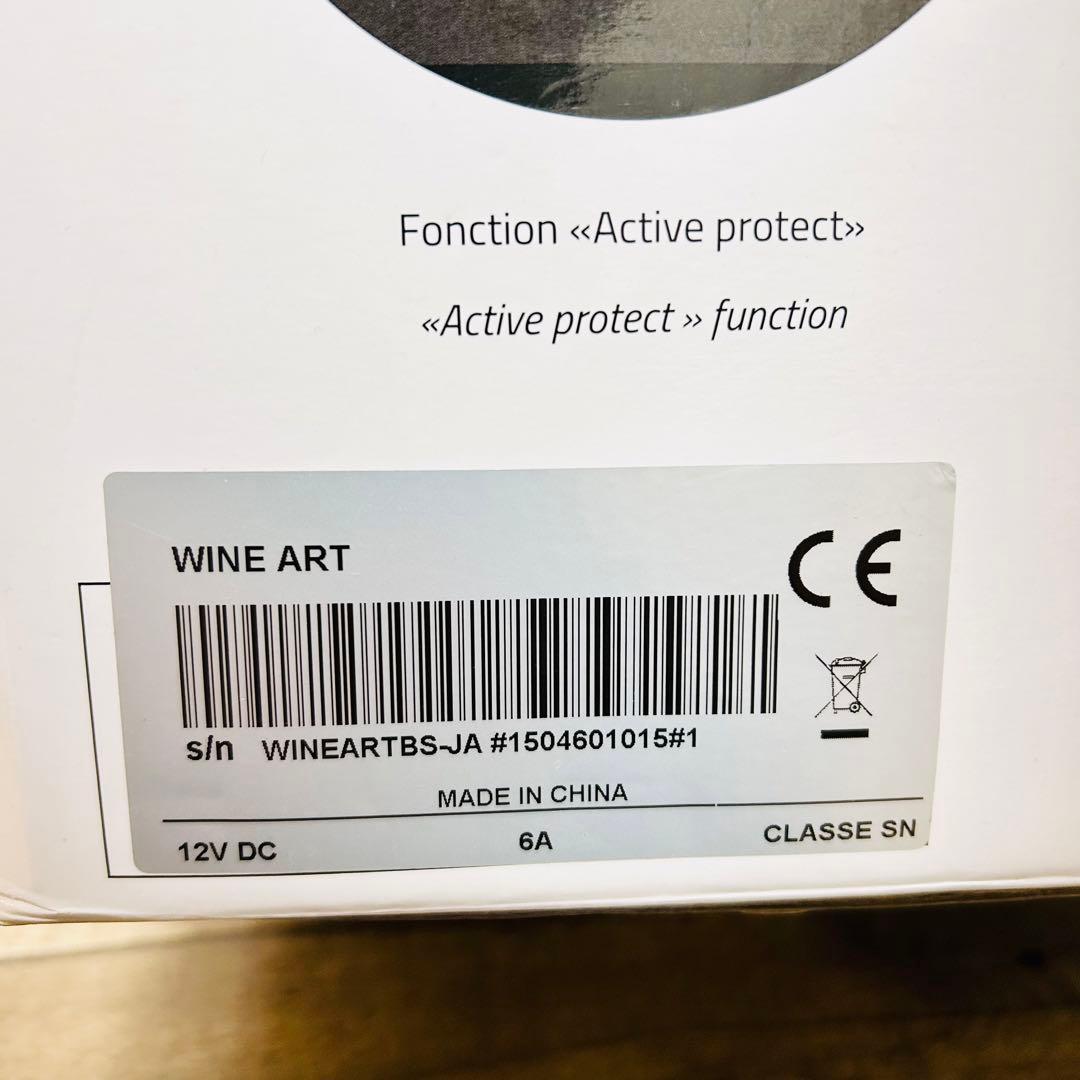 Fonction «Active protect»
«Active protect » function
WINE ART
CE
s/n WINEARTBS-JA #1504601015#1
MADE IN CHINA
12V DC 6A CLASSE SN